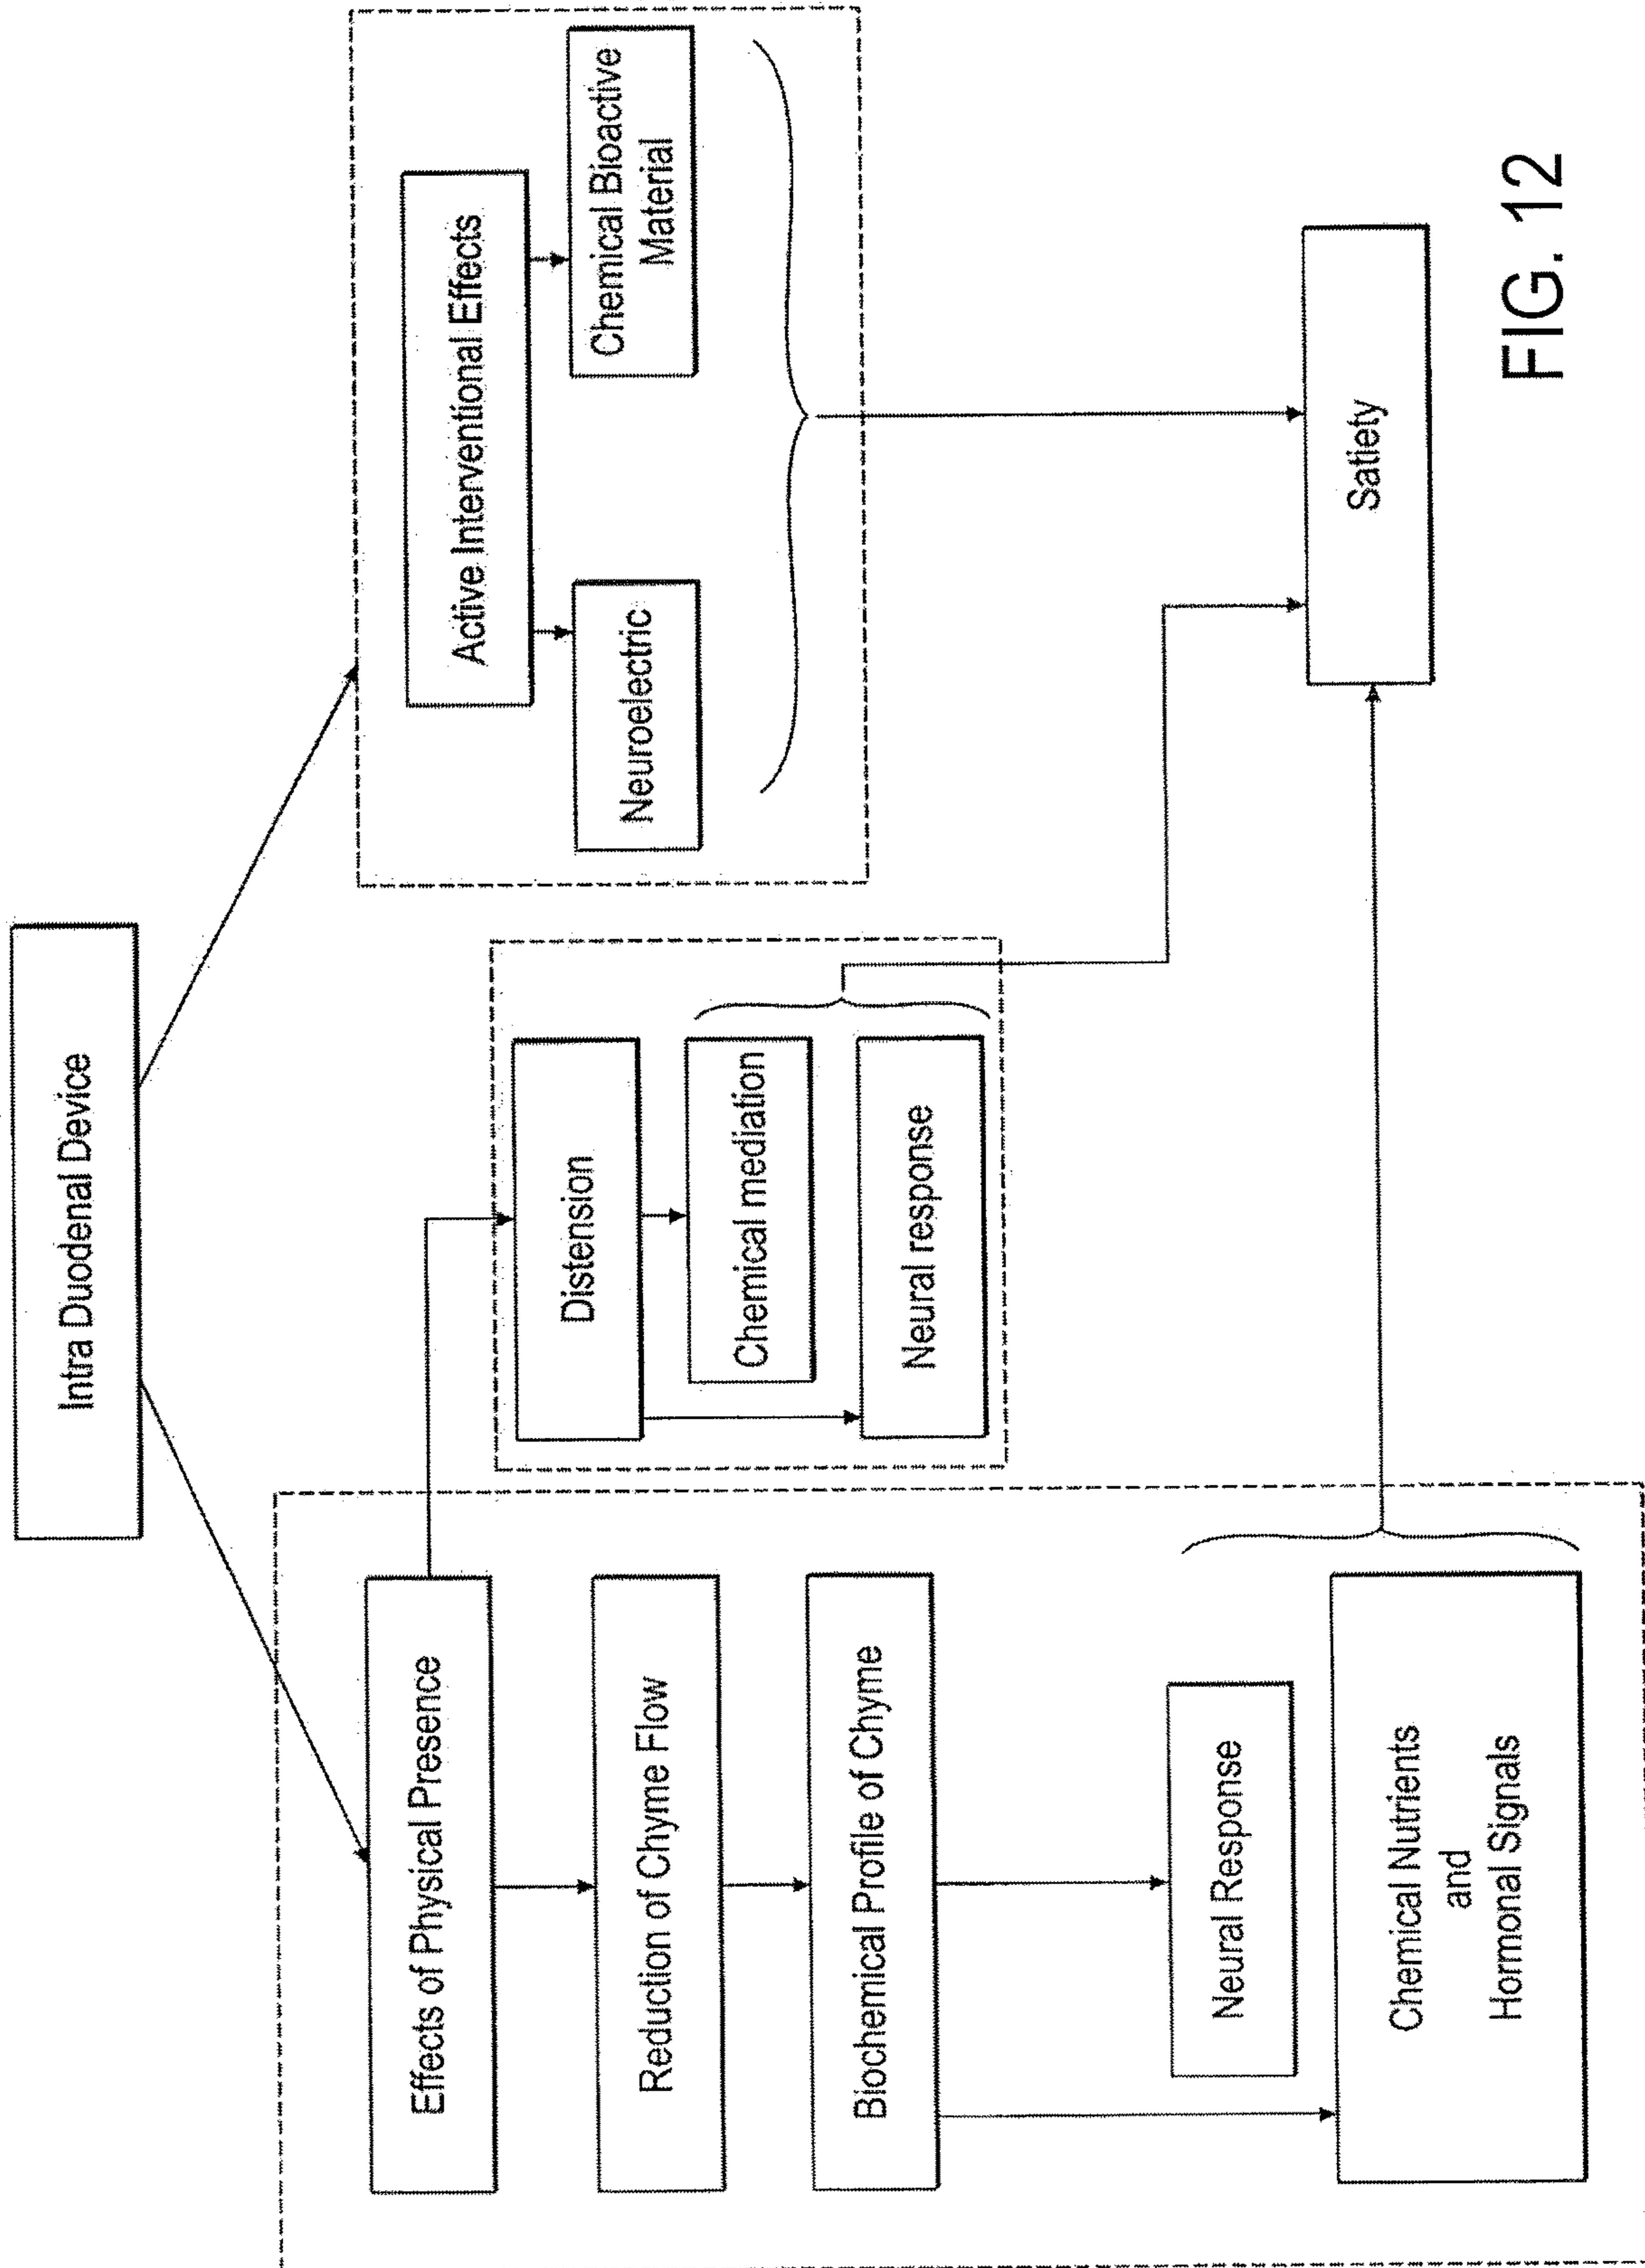 Intra Duodenal Device
Effects of Physical Presence
Reduction of Chyme Flow
Biochemical Profile of Chyme
Neural Response
Chemical Nutrients
and
Hormonal Signals
Distension
Chemical mediation
Neural response
Active Interventional Effects
Neuroelectric
Chemical Bioactive
Material
Satiety
FIG. 12